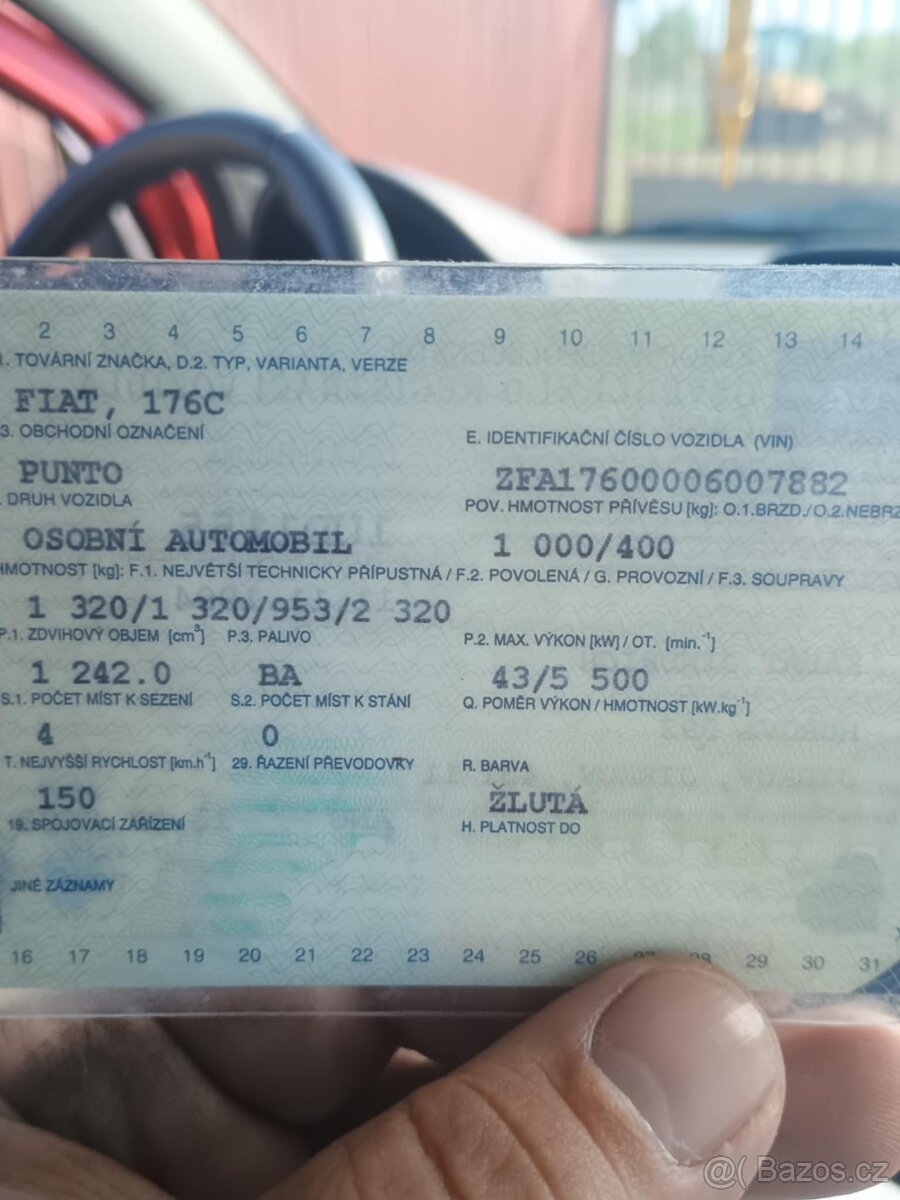 2 3 4 5 6 7 8 9 10 11 12 13 14
1. TOVÁRNÍ ZNAČKA, D.2. TYP, VARIANTA, VERZE
FIAT, 176C
3. OBCHODNÍ OZNAČENÍ
E. IDENTIFIKAČNÍ ČÍSLO VOZIDLA (VIN)
PUNTO
ZFA17600006007882
DRUH VOZIDLA
POV. HMOTNOST PŘÍVĚSU [kg]: O.1.BRZD./O.2.NEBRZ
OSOBNÍ AUTOMOBIL
1 000/400
HMOTNOST [kg]: F.1. NEJVĚTŠÍ TECHNICKY PŘÍPUSTNÁ / F.2. POVOLENÁ / G. PROVOZNÍ / F.3. SOUPRAVY
1 320/1 320/953/2 320
P.1. ZDVIHOVÝ OBJEM [cm³] P.3. PALIVO
P.2. MAX. VÝKON [kW] / OT. [min.⁻¹]
1 242.0 BA
43/5 500
S.1. POČET MÍST K SEZENÍ S.2. POČET MÍST K STÁNÍ
Q. POMĚR VÝKON / HMOTNOST [kW.kg⁻¹]
4 0
T. NEJVYŠŠÍ RYCHLOST [km.h⁻¹] 29. ŘAZENÍ PŘEVODOVKY
R. BARVA
150
ŽLUTÁ
19. SPOJOVACÍ ZAŘÍZENÍ
H. PLATNOST DO
JINÉ ZÁZNAMY
16 17 18 19 20 21 22 23 24 25 26 27 28 29 30 31
@( Bazos.cz